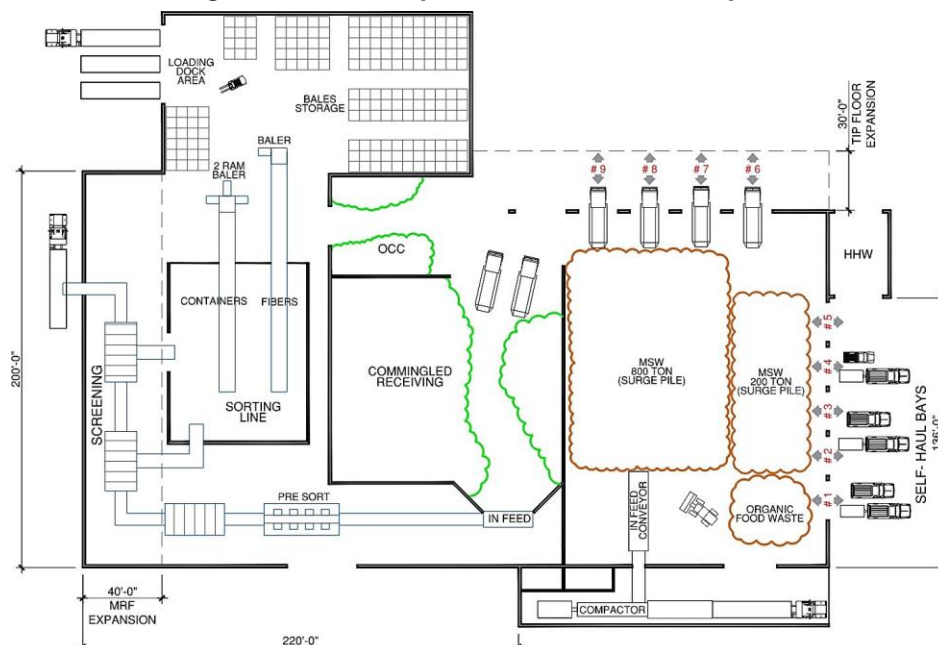 LOADING
DOCK
AREA
BALES
STORAGE
BALER
2 RAM
BALER
30'-0"
TIP FLOOR
EXPANSION
# 9
# 8
# 7
# 6
OCC
HHW
CONTAINERS
FIBERS
200'-0"
SCREENING
COMMINGLED
RECEIVING
SORTING
LINE
MSW
800 TON
(SURGE PILE)
MSW
200 TON
(SURGE PILE)
# 5
# 4
# 3
# 2
# 1
SELF- HAUL BAYS
136'-0"
PRE SORT
IN FEED
IN FEED
CONVEYOR
ORGANIC
FOOD WASTE
COMPACTOR
40'-0"
MRF
EXPANSION
220'-0"